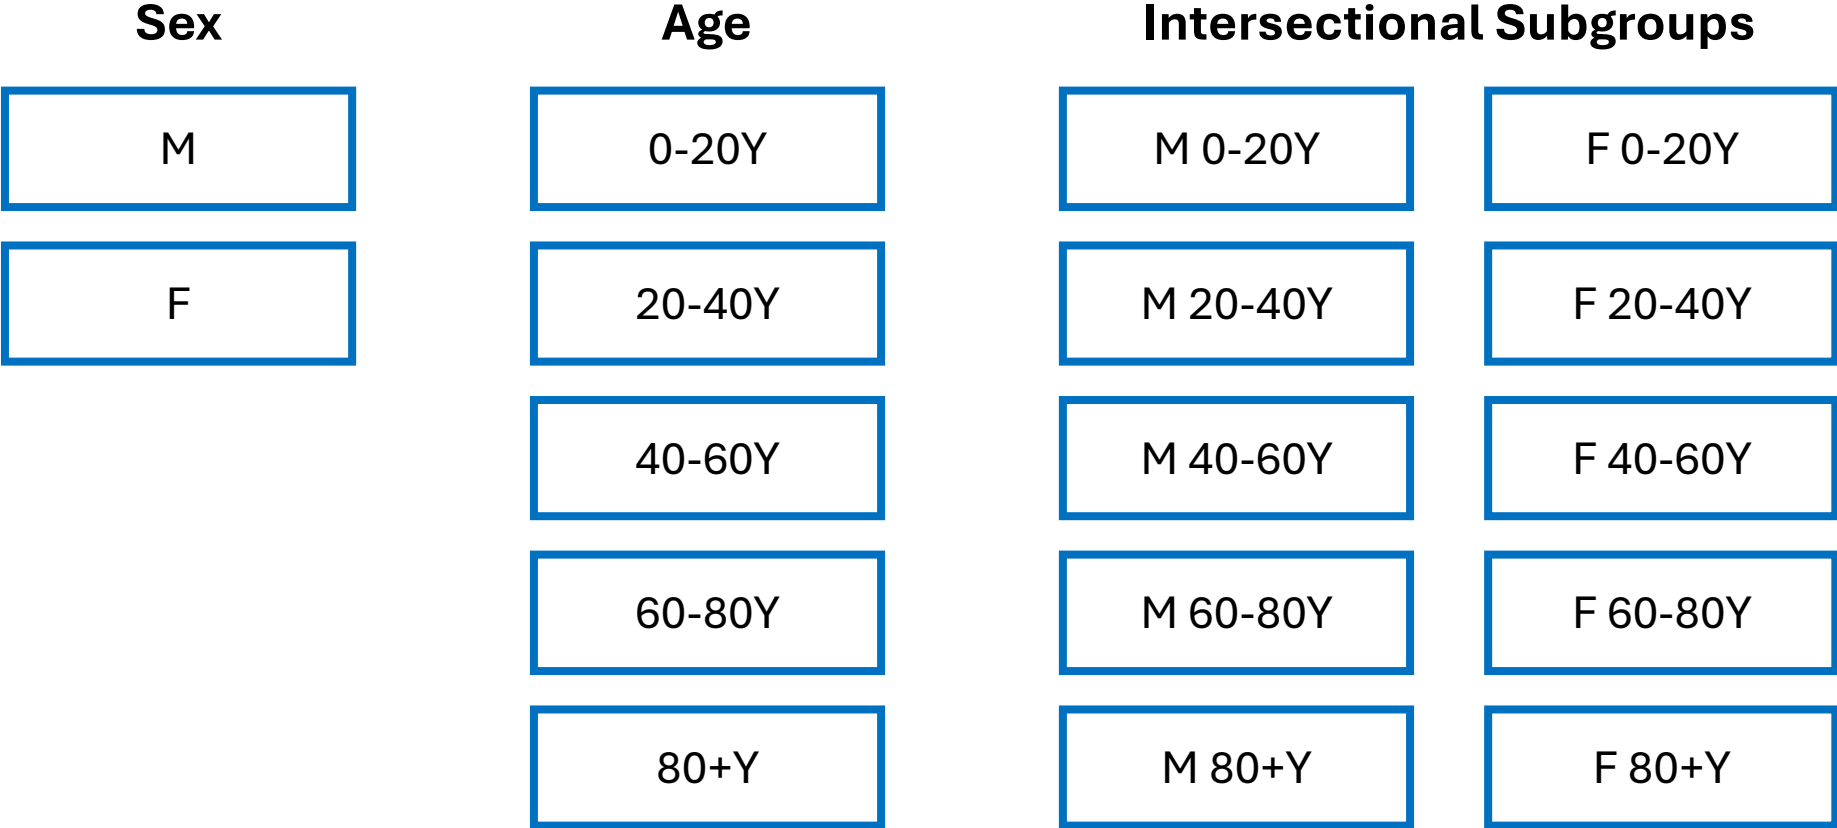 Sex
Age
Intersectional Subgroups
M
0-20Y
M 0-20Y
F 0-20Y
F
20-40Y
M 20-40Y
F 20-40Y
40-60Y
M 40-60Y
F 40-60Y
60-80Y
M 60-80Y
F 60-80Y
80+Y
M 80+Y
F 80+Y